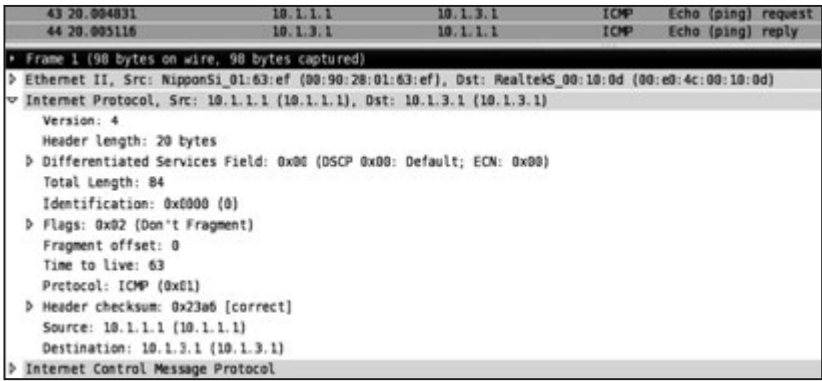 43 20.004831 10.1.1.1 10.1.3.1 ICMP Echo (ping) request
44 20.005116 10.1.3.1 10.1.1.1 ICMP Echo (ping) reply
Frame 1 (98 bytes on wire, 98 bytes captured)
Ethernet II, Src: NipponSi_01:63:ef (00:90:28:01:63:ef), Dst: RealtekS_00:10:0d (00:e0:4c:00:10:0d)
Internet Protocol, Src: 10.1.1.1 (10.1.1.1), Dst: 10.1.3.1 (10.1.3.1)
Version: 4
Header length: 20 bytes
Differentiated Services Field: 0x00 (DSCP 0x00: Default; ECN: 0x00)
Total Length: 84
Identification: 0x0000 (0)
Flags: 0x02 (Don't Fragment)
Fragment offset: 0
Time to live: 63
Protocol: ICMP (0x01)
Header checksum: 0x23a6 [correct]
Source: 10.1.1.1 (10.1.1.1)
Destination: 10.1.3.1 (10.1.3.1)
Internet Control Message Protocol